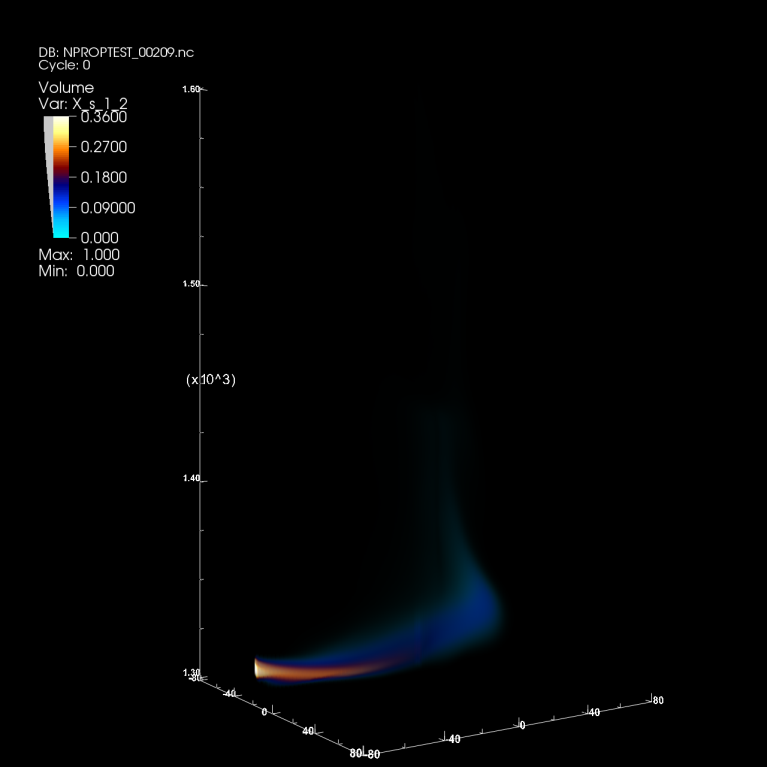 DB: NPROPTEST_00209.nc
Cycle: 0
Volume
Var: X_s_1_2
0.3600
0.2700
0.1800
0.09000
0.000
Max: 1.000
Min: 0.000
1.60
1.50
(x10^3)
1.40
1.30
-80
-40
0
40
80
-80
-40
0
40
80